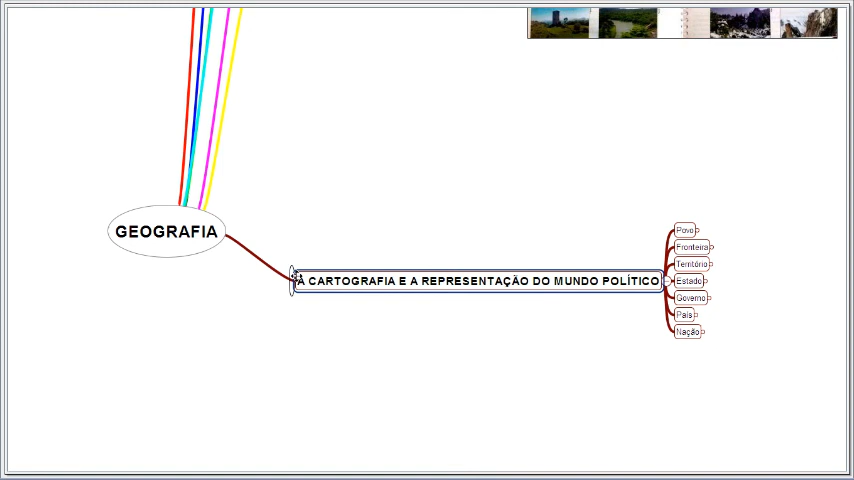 GEOGRAFIA
A CARTOGRAFIA E A REPRESENTAÇÃO DO MUNDO POLÍTICO
Povo
Fronteira
Território
Estado
Governo
País
Nação